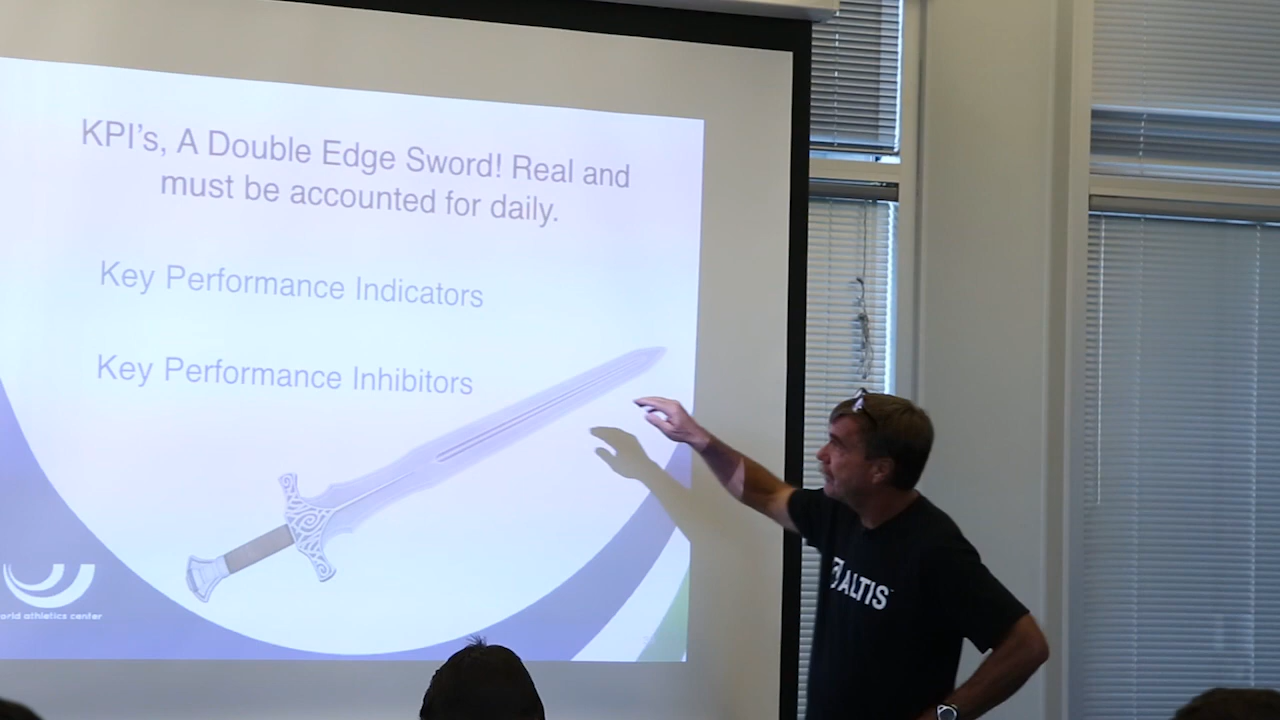 KPI's, A Double Edge Sword! Real and
must be accounted for daily.
Key Performance Indicators
Key Performance Inhibitors
orld athletics center
ALTIS